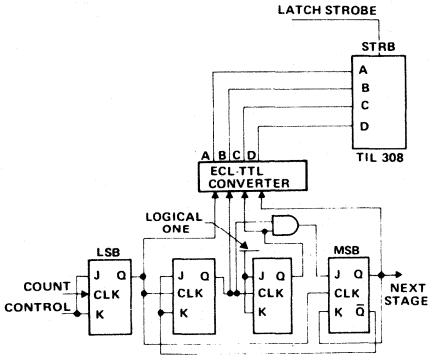 LATCH STROBE
STRB
A
B
C
D
TIL 308
A B C D
ECL-TTL
CONVERTER
LOGICAL
ONE
LSB
MSB
J Q
J Q
J Q
J Q
COUNT
CLK
CLK
CLK
CLK
NEXT
STAGE
CONTROL
K
K
K
K Q̅